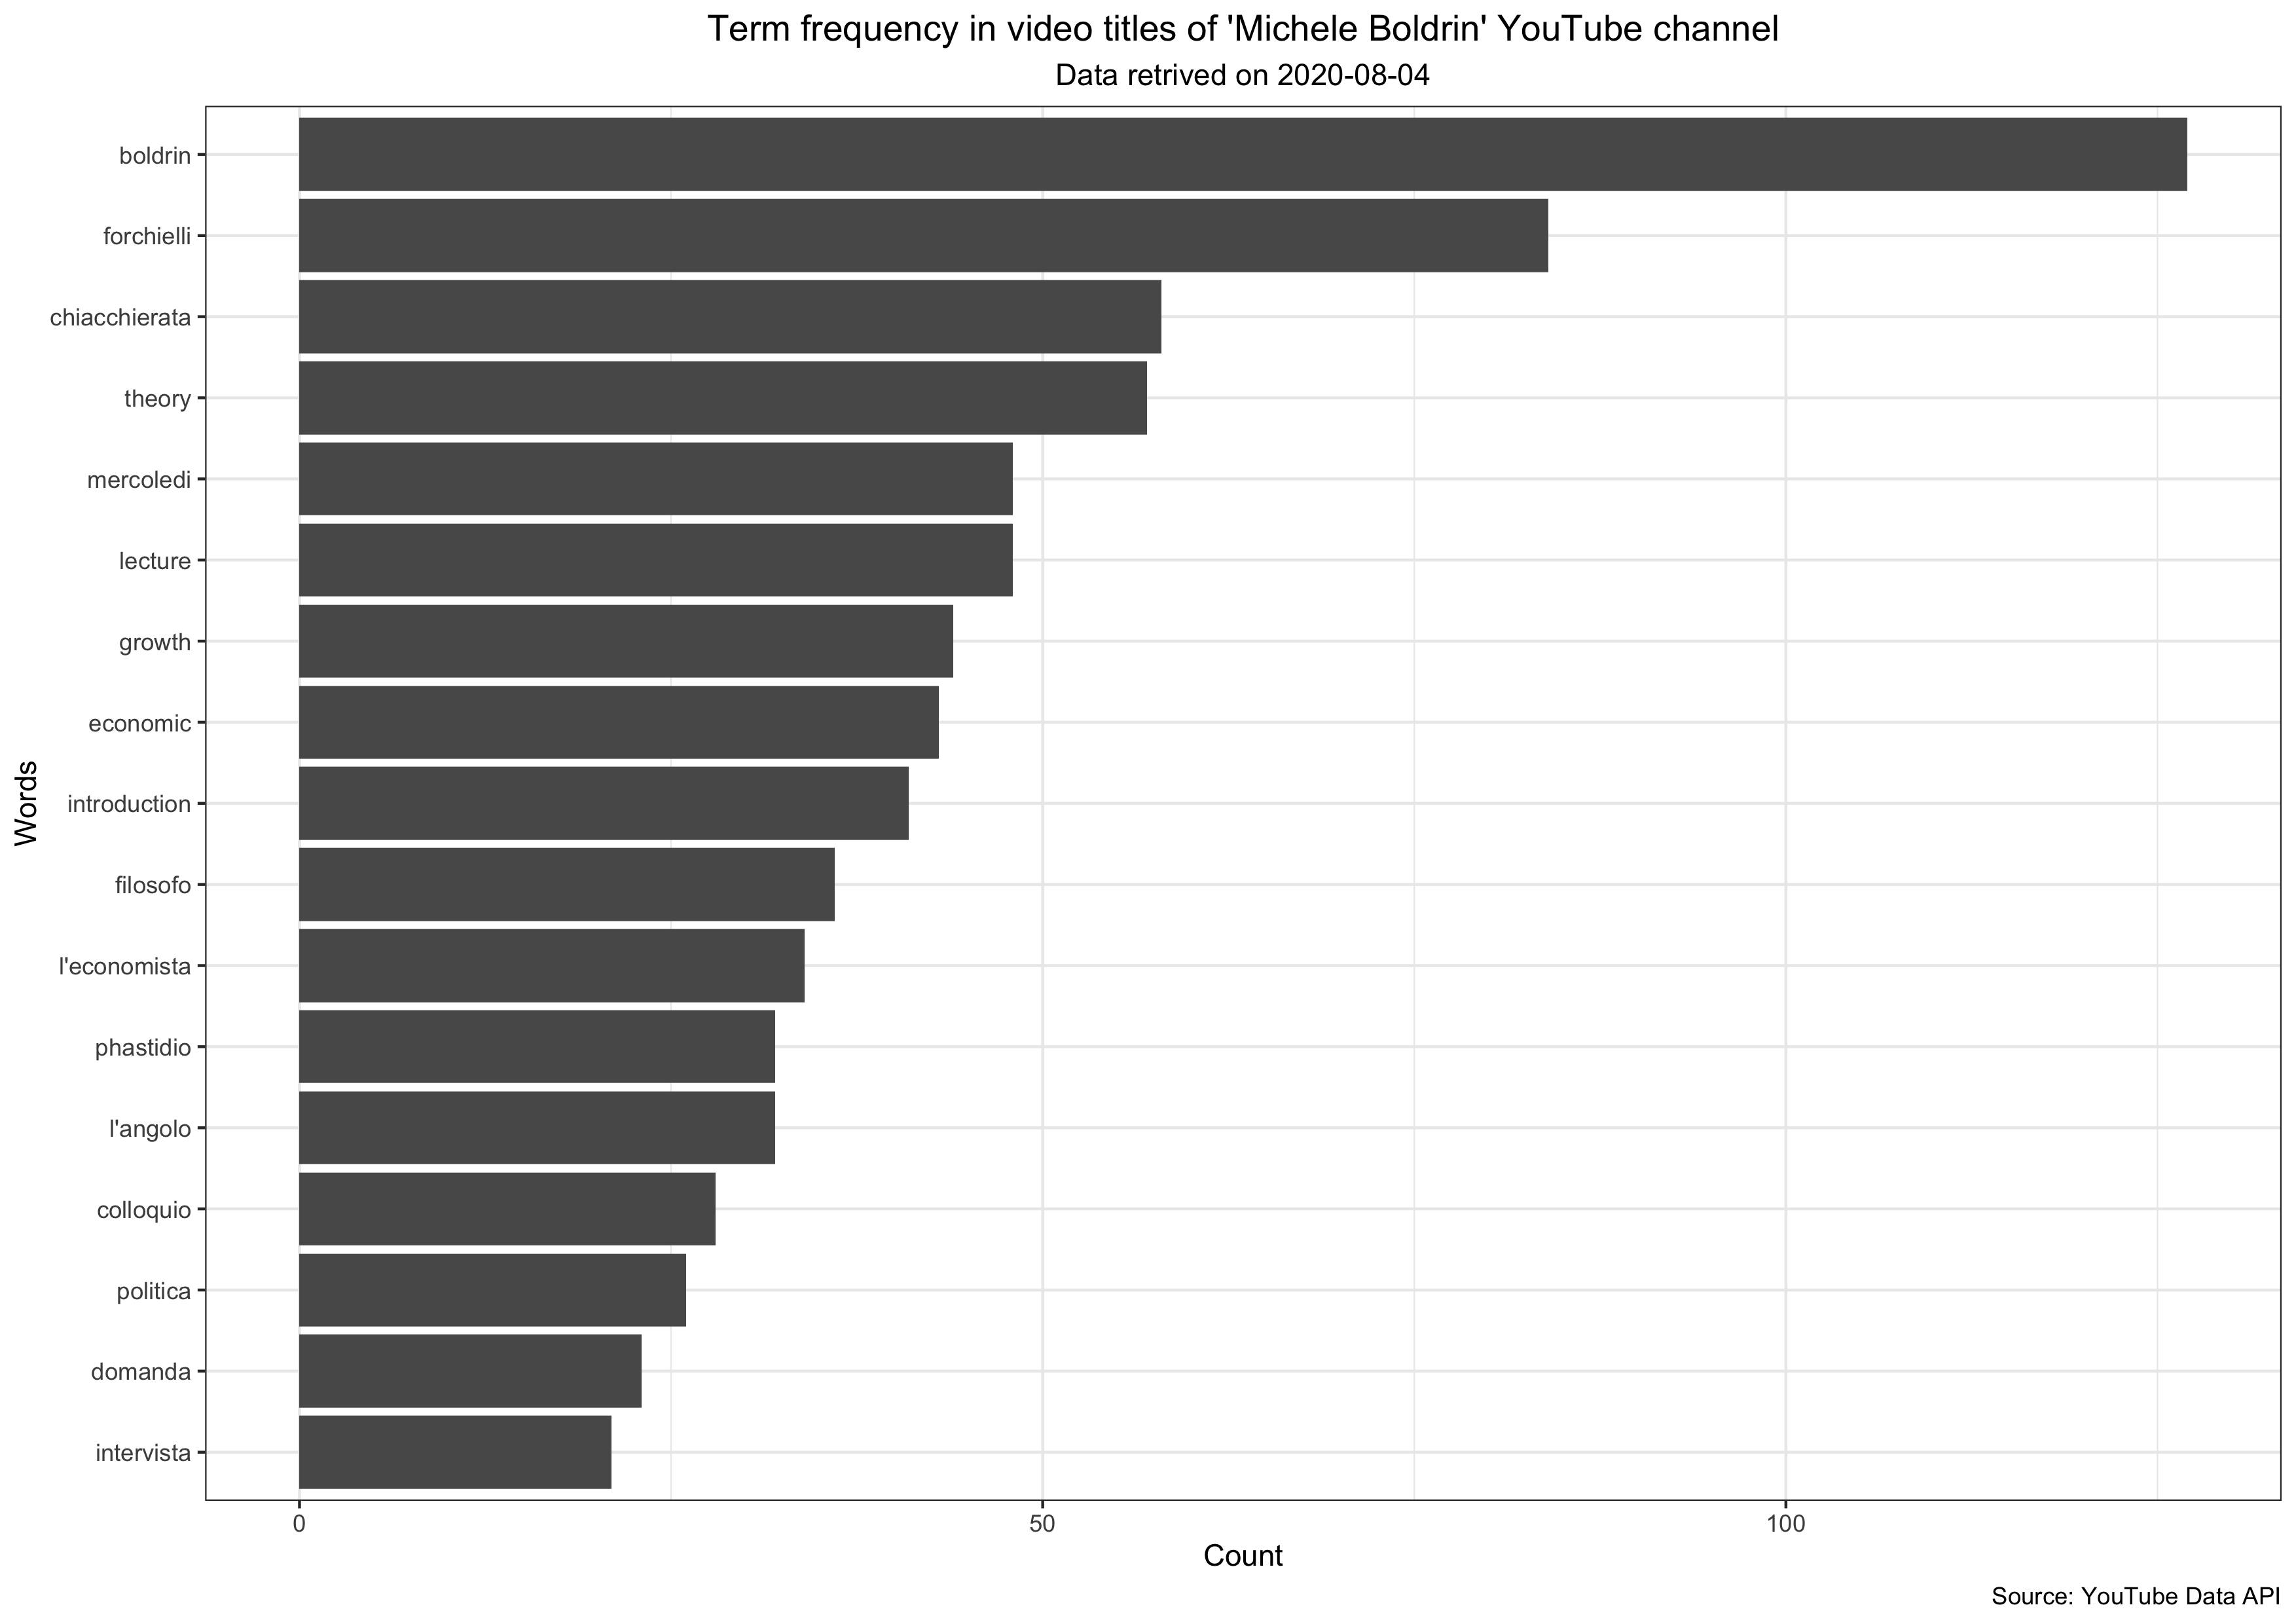 Term frequency in video titles of 'Michele Boldrin' YouTube channel
Data retrived on 2020-08-04
boldrin
forchielli
chiacchierata
theory
mercoledi
lecture
growth
economic
introduction
filosofo
l'economista
phastidio
l'angolo
colloquio
politica
domanda
intervista
Words
0 50 100
Count
Source: YouTube Data API